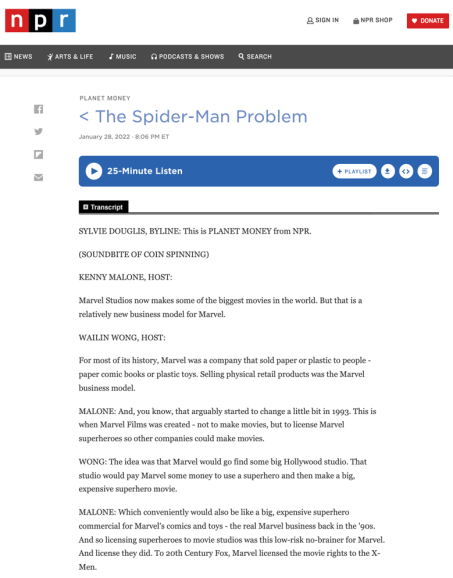 npr
SIGN IN
NPR SHOP
DONATE
NEWS
ARTS & LIFE
MUSIC
PODCASTS & SHOWS
SEARCH
PLANET MONEY
< The Spider-Man Problem
January 28, 2022 · 8:06 PM ET
25-Minute Listen
+ PLAYLIST
Transcript
SYLVIE DOUGLIS, BYLINE: This is PLANET MONEY from NPR.
(SOUNDBITE OF COIN SPINNING)
KENNY MALONE, HOST:
Marvel Studios now makes some of the biggest movies in the world. But that is a
relatively new business model for Marvel.
WAILIN WONG, HOST:
For most of its history, Marvel was a company that sold paper or plastic to people -
paper comic books or plastic toys. Selling physical retail products was the Marvel
business model.
MALONE: And, you know, that arguably started to change a little bit in 1993. This is
when Marvel Films was created - not to make movies, but to license Marvel
superheroes so other companies could make movies.
WONG: The idea was that Marvel would go find some big Hollywood studio. That
studio would pay Marvel some money to use a superhero and then make a big,
expensive superhero movie.
MALONE: Which conveniently would also be like a big, expensive superhero
commercial for Marvel's comics and toys - the real Marvel business back in the '90s.
And so licensing superheroes to movie studios was this low-risk no-brainer for Marvel.
And license they did. To 20th Century Fox, Marvel licensed the movie rights to the X-
Men.